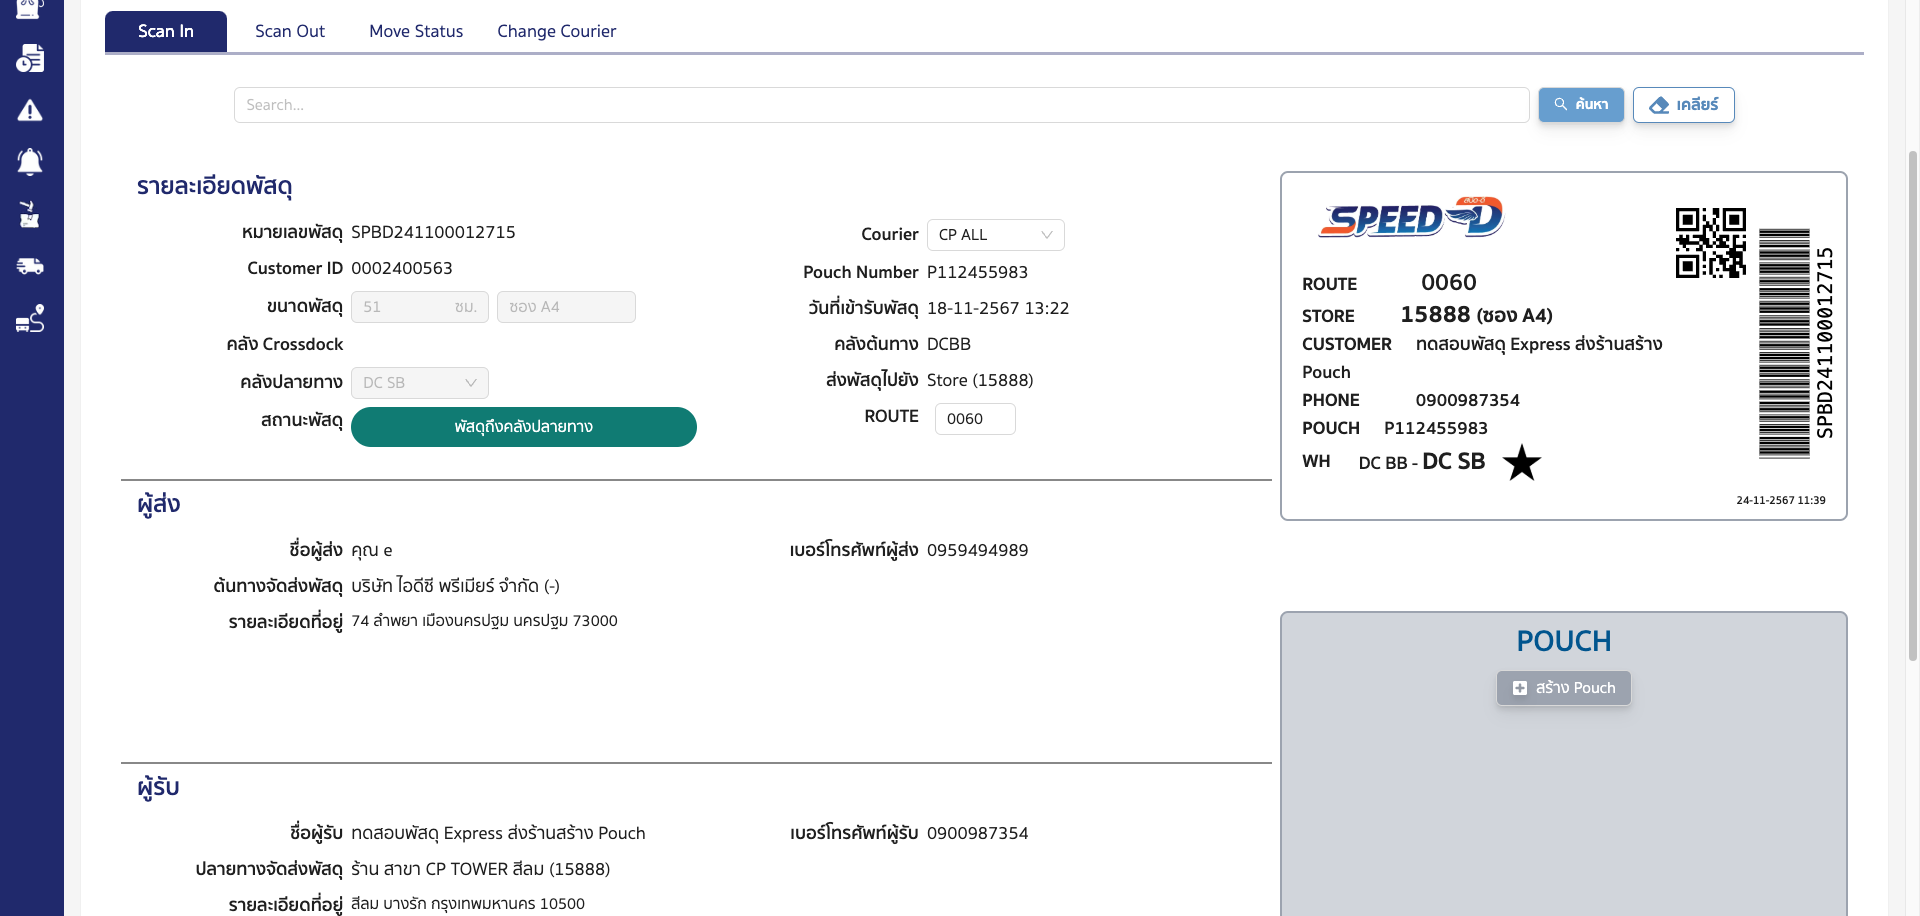 Scan In
Scan Out
Move Status
Change Courier
Search...
ค้นหา
เคลียร์
รายละเอียดพัสดุ
หมายเลขพัสดุ SPBD241100012715
Customer ID 0002400563
ขนาดพัสดุ 51 ซม. ซอง A4
คลัง Crossdock
คลังปลายทาง DC SB
สถานะพัสดุ พัสดุถึงคลังปลายทาง
Courier CP ALL
Pouch Number P112455983
วันที่เข้ารับพัสดุ 18-11-2567 13:22
คลังต้นทาง DCBB
ส่งพัสดุไปยัง Store (15888)
ROUTE 0060
สปีด-ดี
SPEED D
ROUTE 0060
STORE 15888 (ซอง A4)
CUSTOMER ทดสอบพัสดุ Express ส่งร้านสร้าง
Pouch
PHONE 0900987354
POUCH P112455983
WH DC BB - DC SB
SPBD241100012715
24-11-2567 11:39
ผู้ส่ง
ชื่อผู้ส่ง คุณ e
ต้นทางจัดส่งพัสดุ บริษัท ไอดีซี พรีเมียร์ จำกัด (-)
รายละเอียดที่อยู่ 74 ลำพยา เมืองนครปฐม นครปฐม 73000
เบอร์โทรศัพท์ผู้ส่ง 0959494989
POUCH
สร้าง Pouch
ผู้รับ
ชื่อผู้รับ ทดสอบพัสดุ Express ส่งร้านสร้าง Pouch
ปลายทางจัดส่งพัสดุ ร้าน สาขา CP TOWER สีลม (15888)
รายละเอียดที่อยู่ สีลม บางรัก กรุงเทพมหานคร 10500
เบอร์โทรศัพท์ผู้รับ 0900987354